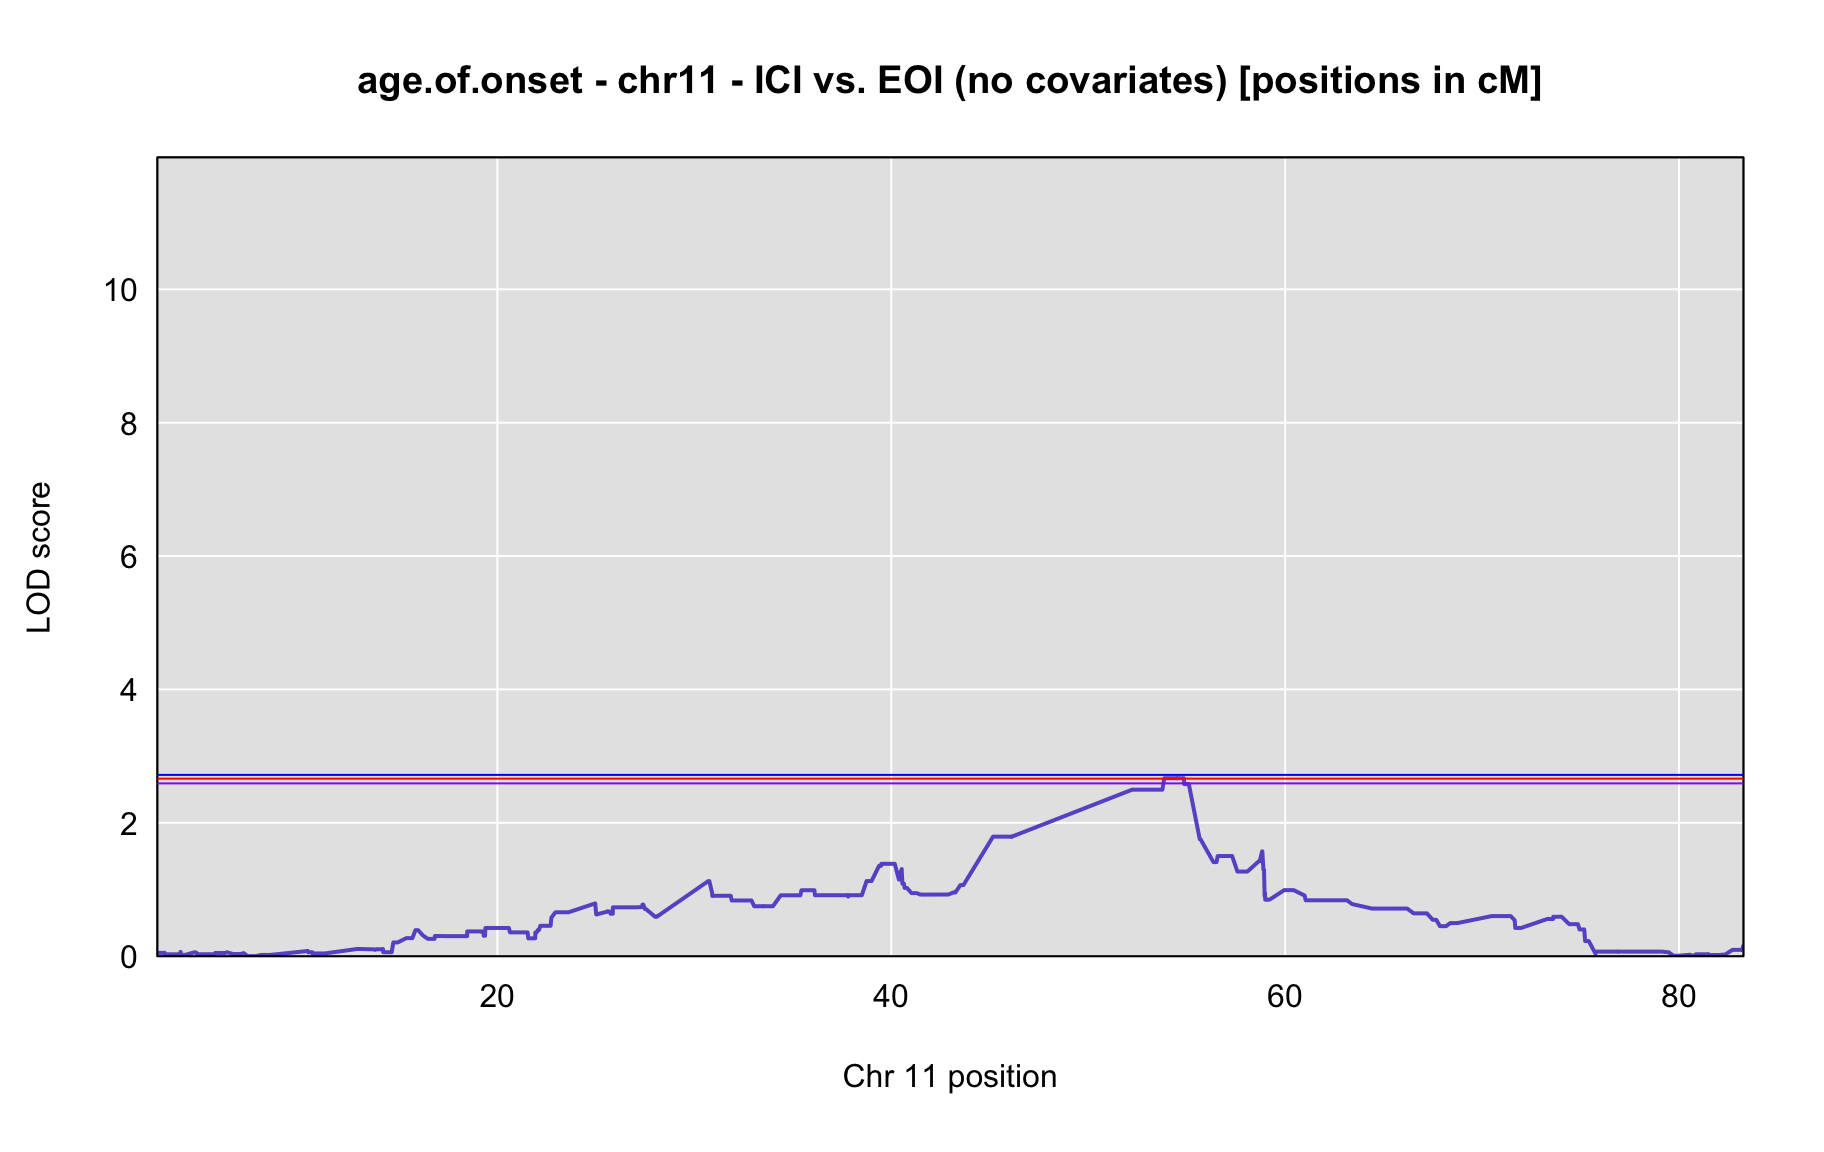 age.of.onset - chr11 - ICI vs. EOI (no covariates) [positions in cM]
LOD score
10
8
6
4
2
0
20 40 60 80
Chr 11 position